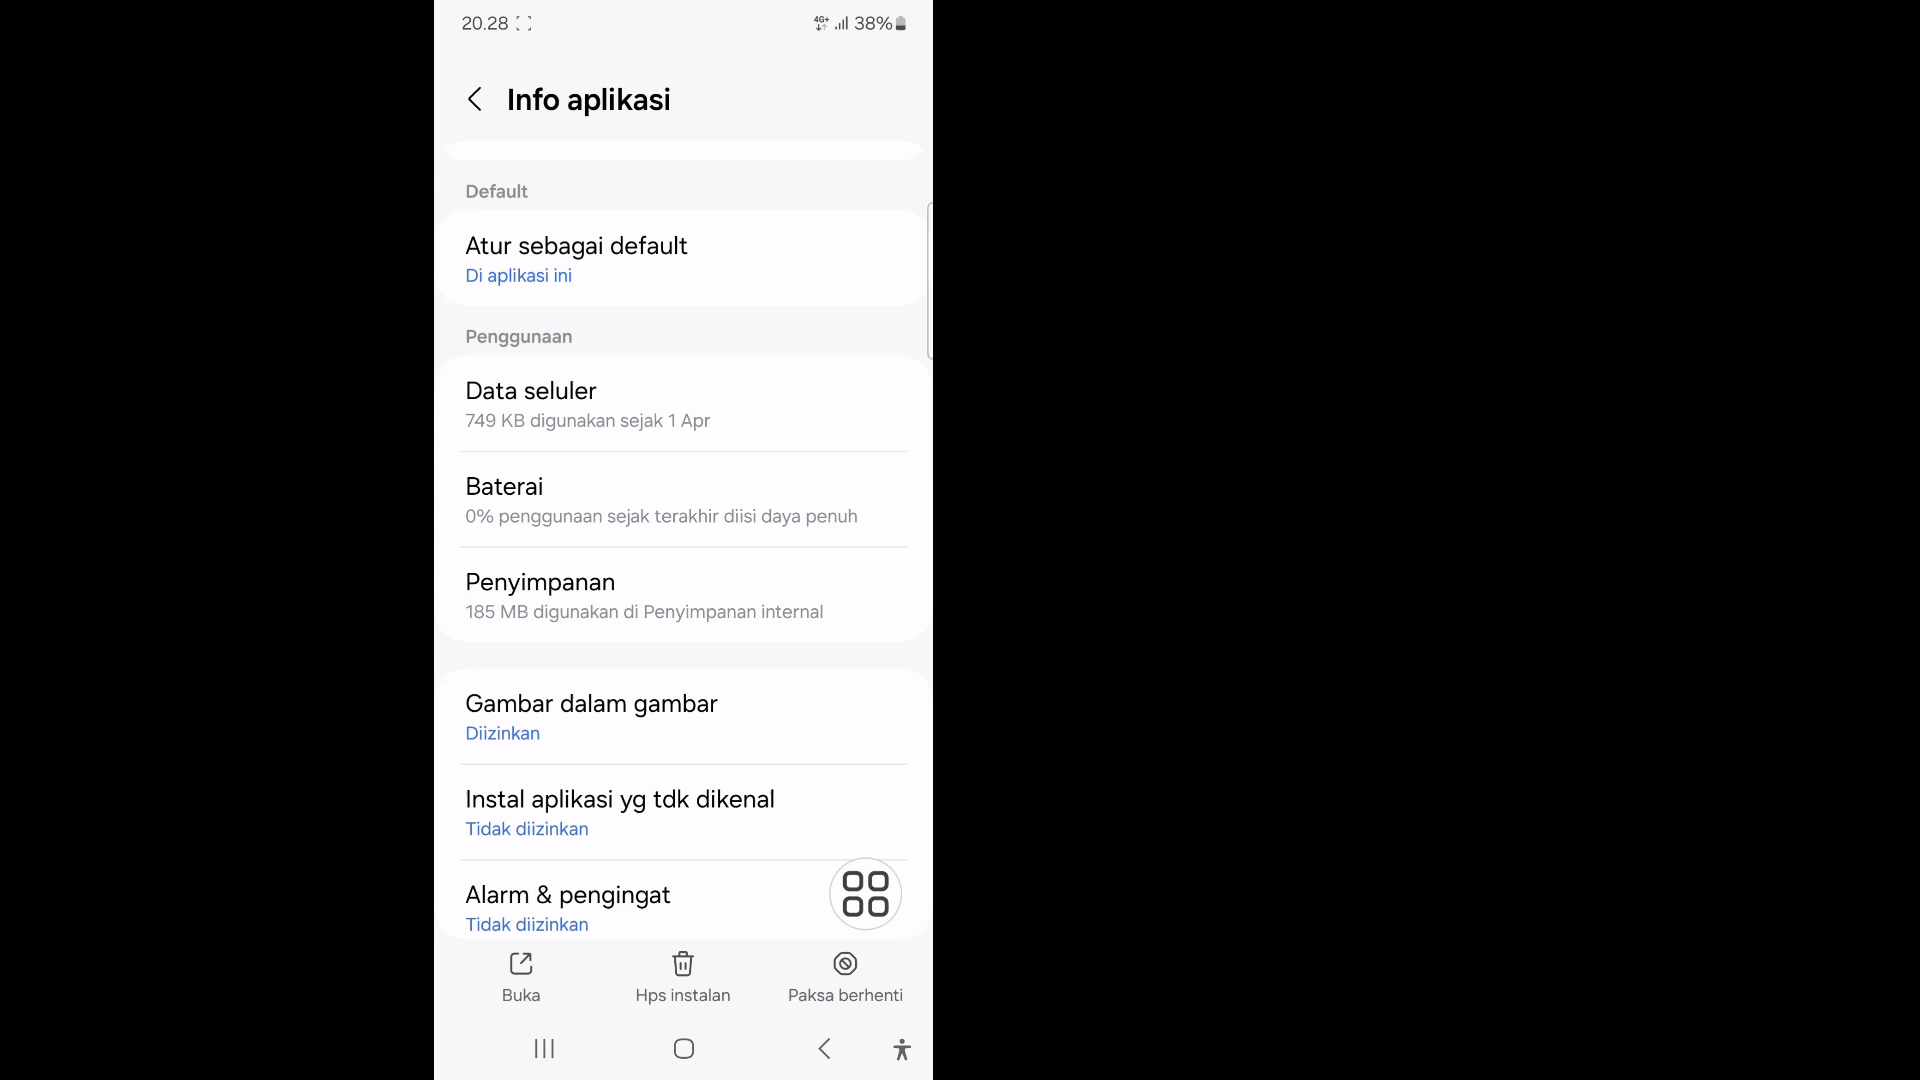 20.28
4G+ 38%
Info aplikasi
Default
Atur sebagai default
Di aplikasi ini
Penggunaan
Data seluler
749 KB digunakan sejak 1 Apr
Baterai
0% penggunaan sejak terakhir diisi daya penuh
Penyimpanan
185 MB digunakan di Penyimpanan internal
Gambar dalam gambar
Diizinkan
Instal aplikasi yg tdk dikenal
Tidak diizinkan
Alarm & pengingat
Tidak diizinkan
Buka
Hps instalan
Paksa berhenti